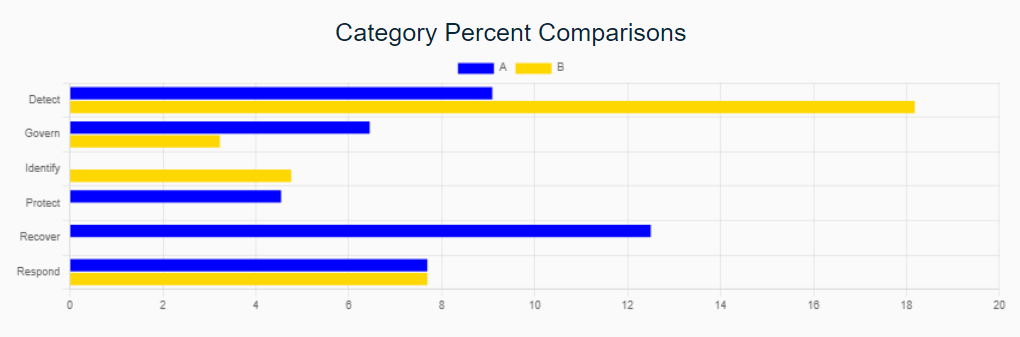 Category Percent Comparisons
A B
Detect
Govern
Identify
Protect
Recover
Respond
0 2 4 6 8 10 12 14 16 18 20